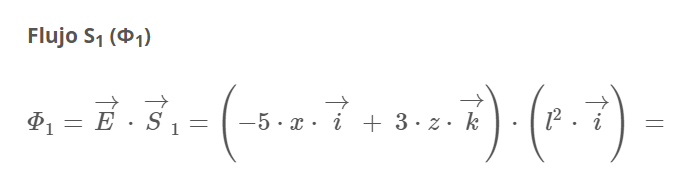 Flujo S₁ (Φ₁)
Φ₁ = E⃗ · S⃗ ₁ = (−5 · x · i⃗ + 3 · z · k⃗) · (l² · i⃗) =